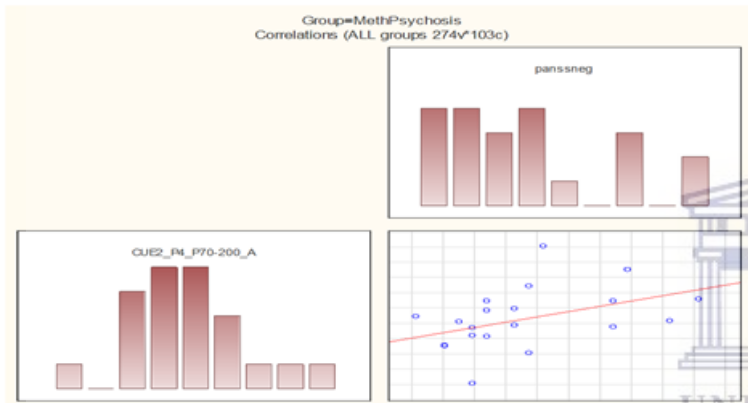 Group=MethPsychosis
Correlations (ALL groups 274v*103c)
panssneg
CUE2_P4_P70-200_A